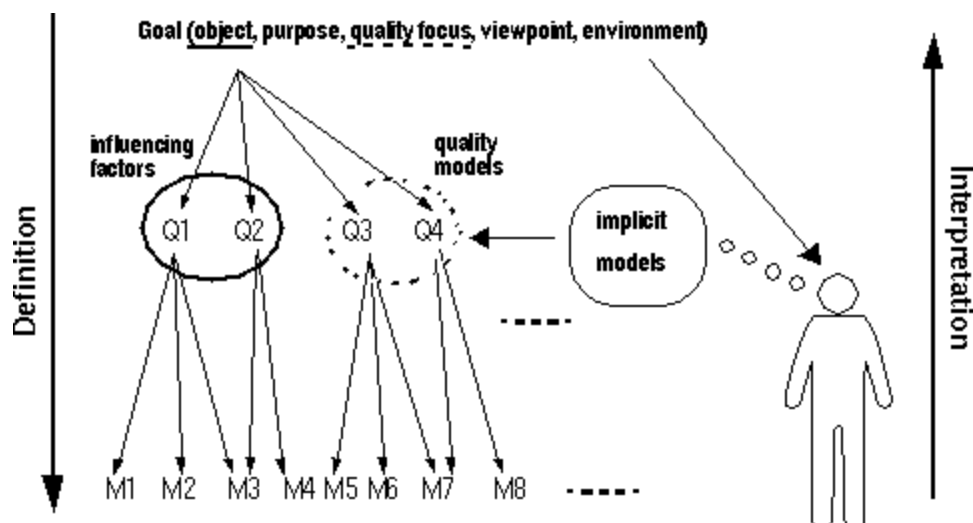 Goal (object, purpose, quality focus, viewpoint, environment)
influencing
factors
quality
models
Q1 Q2 Q3 Q4
implicit
models
Definition
Interpretation
M1 M2 M3 M4 M5 M6 M7 M8